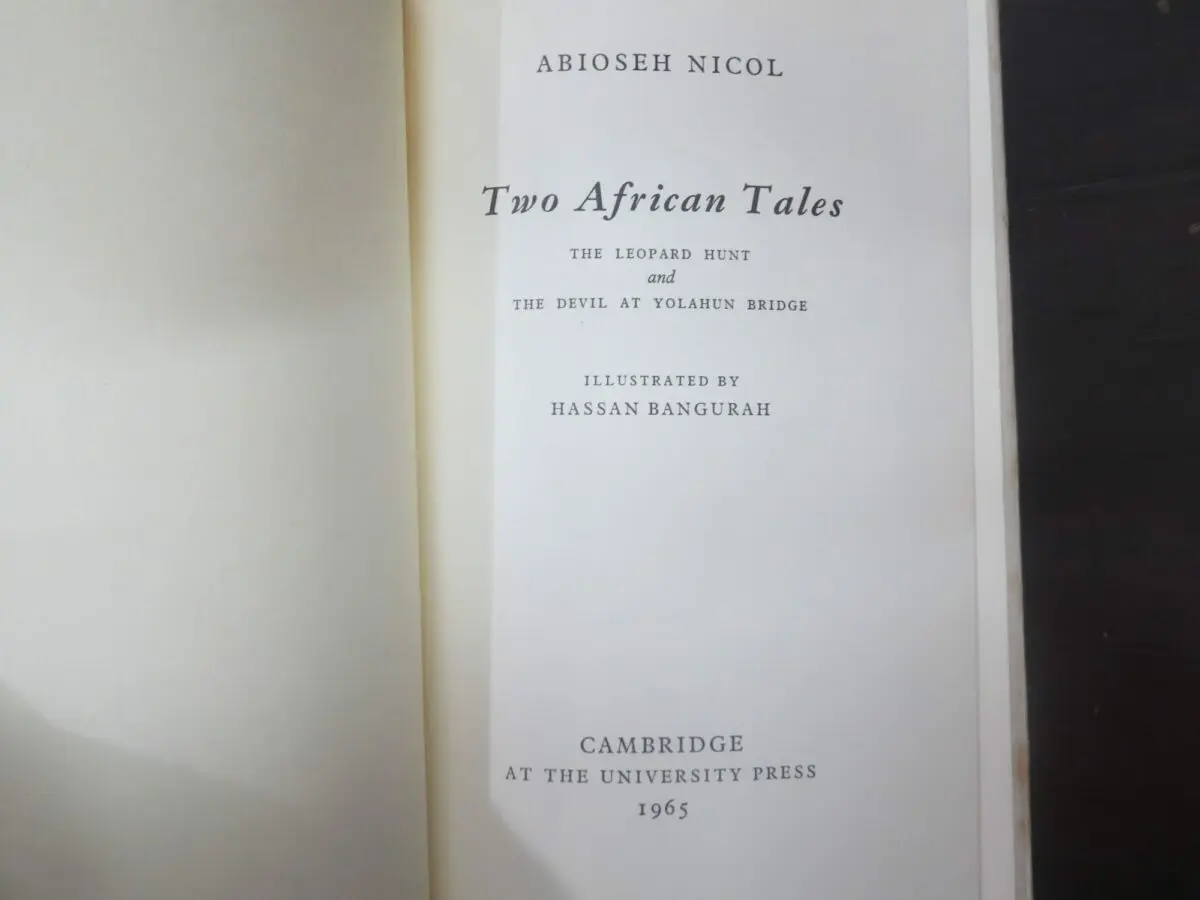 ABIOSEH NICOL
Two African Tales
THE LEOPARD HUNT
and
THE DEVIL AT YOLAHUN BRIDGE
ILLUSTRATED BY
HASSAN BANGURAH
CAMBRIDGE
AT THE UNIVERSITY PRESS
1965